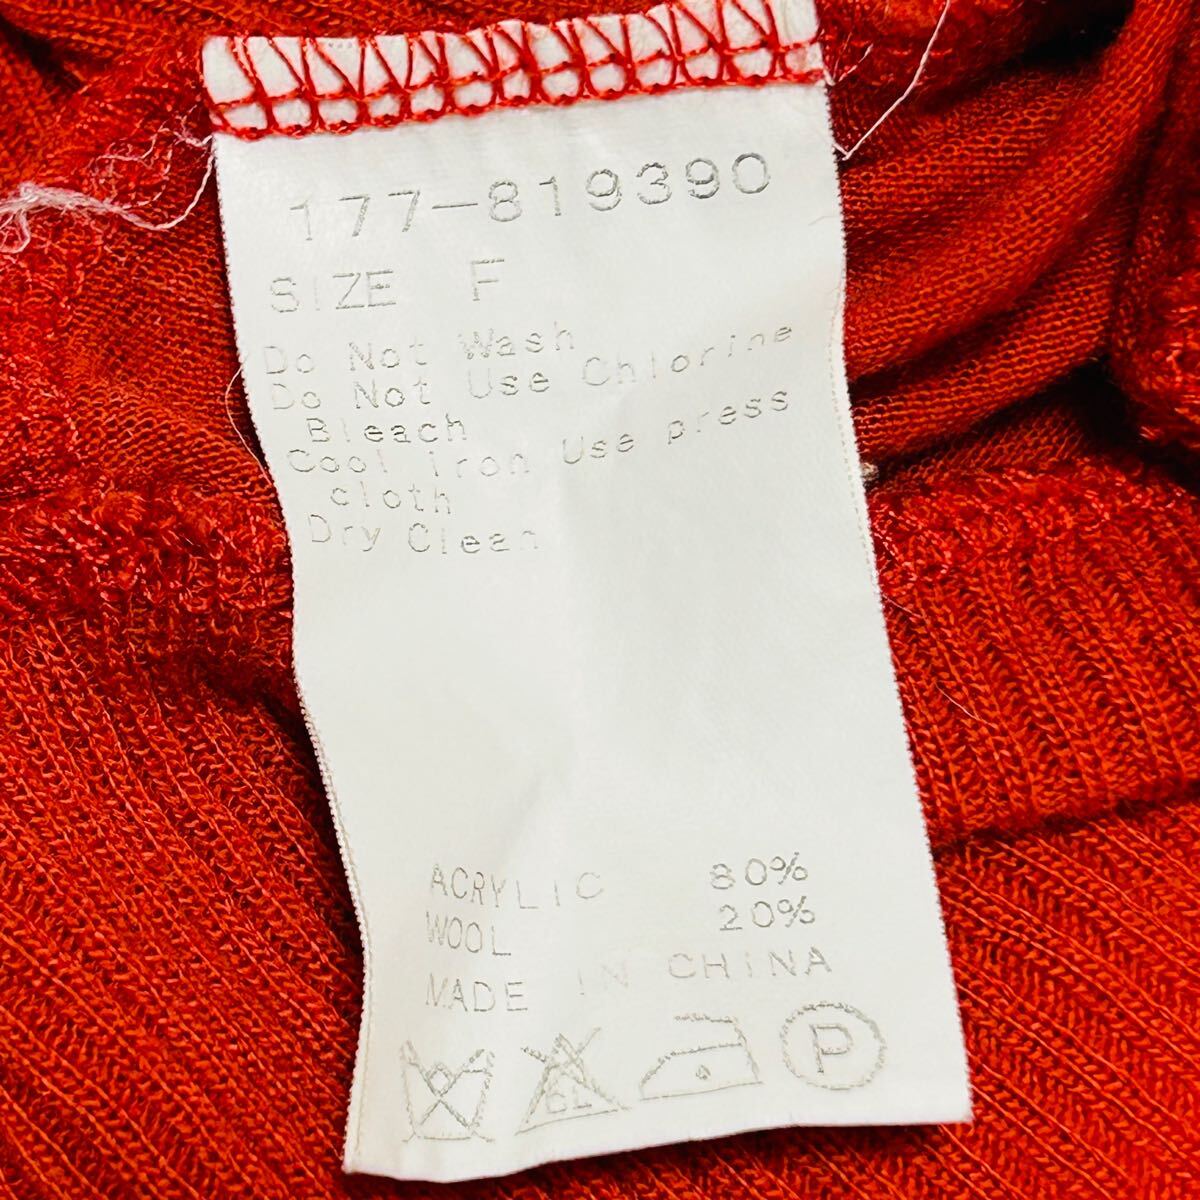 177-819390
SIZE F
Do Not Wash
Do Not Use Chlorine
Bleach
Cool iron Use press
cloth
Dry Clean
ACRYLIC 80%
WOOL 20%
MADE IN CHINA
CL P